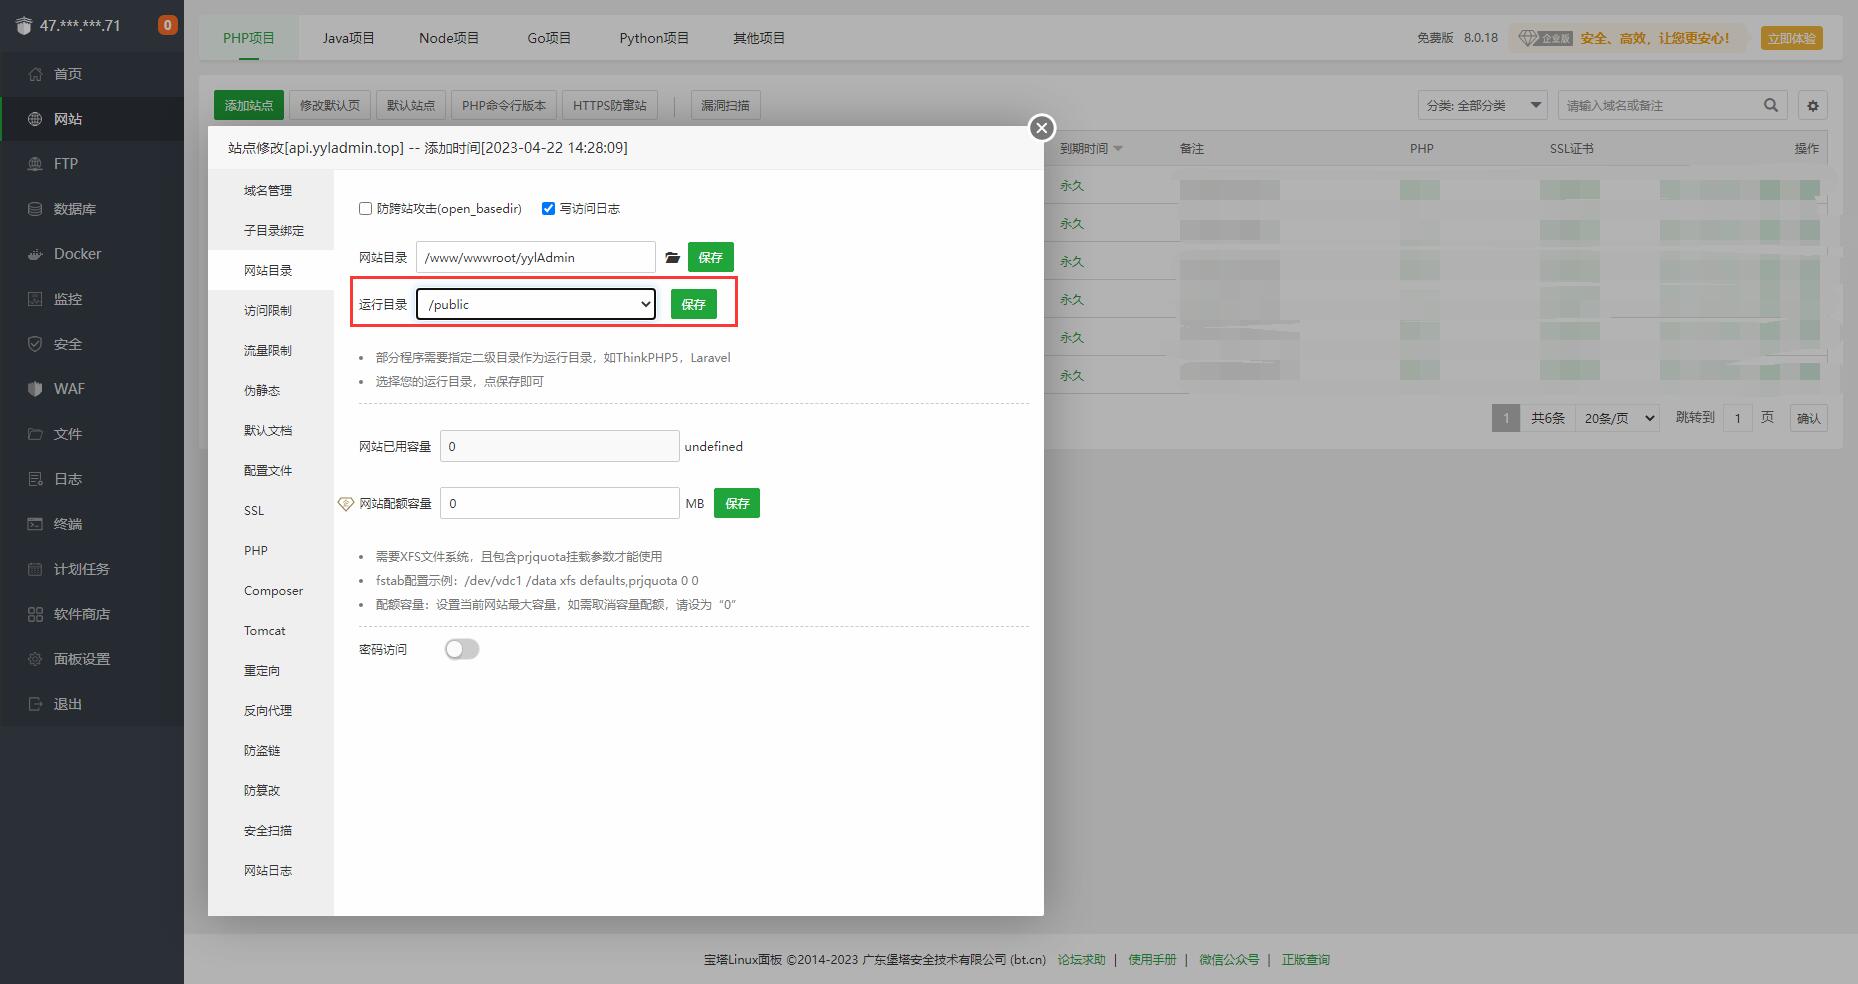 47.***.***.71
0
首页
网站
FTP
数据库
Docker
监控
安全
WAF
文件
日志
终端
计划任务
软件商店
面板设置
退出
PHP项目 Java项目 Node项目 Go项目 Python项目 其他项目
免费版 8.0.18 企业版 安全、高效，让您更安心！ 立即体验
添加站点 修改默认页 默认站点 PHP命令行版本 HTTPS防窜站 漏洞扫描
分类: 全部分类 请输入域名或备注
到期时间 备注 PHP SSL证书 操作
永久
永久
永久
永久
永久
永久
1 共6条 20条/页 跳转到 1 页 确认
站点修改[api.yyladmin.top] -- 添加时间[2023-04-22 14:28:09]
域名管理
子目录绑定
网站目录
访问限制
流量限制
伪静态
默认文档
配置文件
SSL
PHP
Composer
Tomcat
重定向
反向代理
防盗链
防篡改
安全扫描
网站日志
防跨站攻击(open_basedir) 写访问日志
网站目录 /www/wwwroot/yylAdmin 保存
运行目录 /public 保存
部分程序需要指定二级目录作为运行目录，如ThinkPHP5，Laravel
选择您的运行目录，点保存即可
网站已用容量 0 undefined
网站配额容量 0 MB 保存
需要XFS文件系统，且包含prjquota挂载参数才能使用
fstab配置示例：/dev/vdc1 /data xfs defaults,prjquota 0 0
配额容量：设置当前网站最大容量，如需取消容量配额，请设为“0”
密码访问
宝塔Linux面板 ©2014-2023 广东堡塔安全技术有限公司 (bt.cn) 论坛求助 | 使用手册 | 微信公众号 | 正版查询